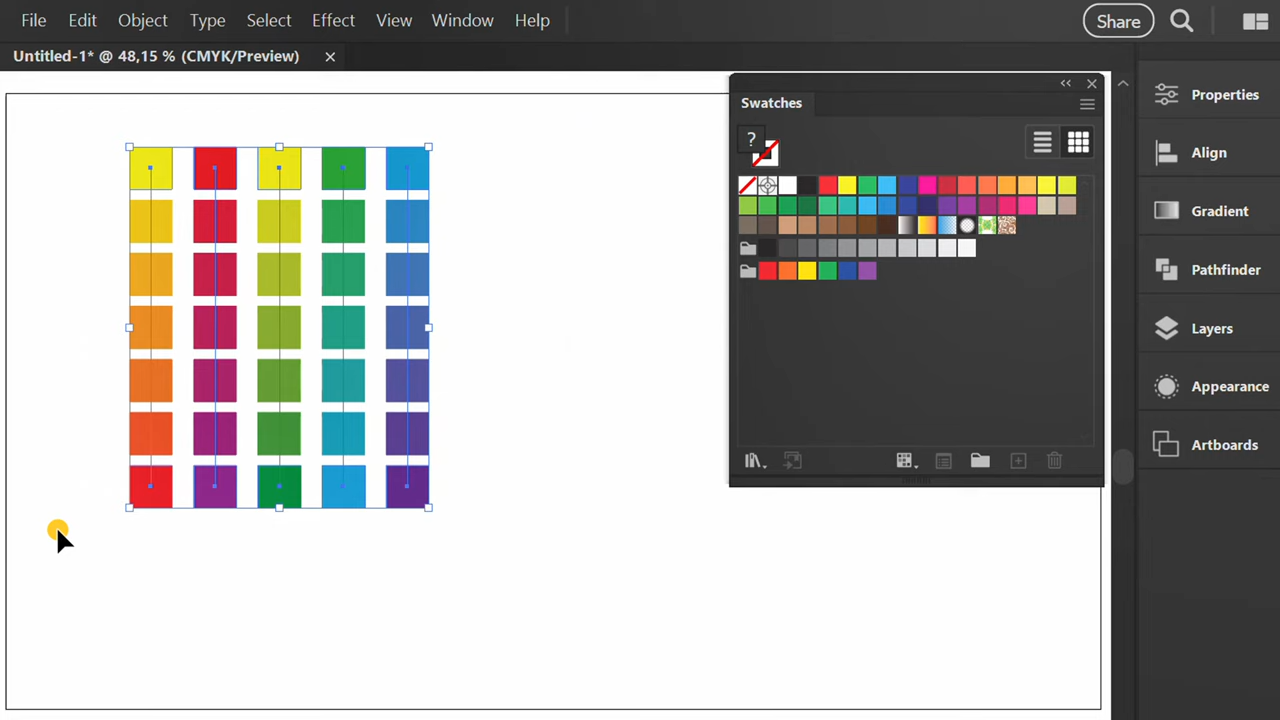 File Edit Object Type Select Effect View Window Help Share
Untitled-1* @ 48,15 % (CMYK/Preview)
Swatches
?
Properties
Align
Gradient
Pathfinder
Layers
Appearance
Artboards